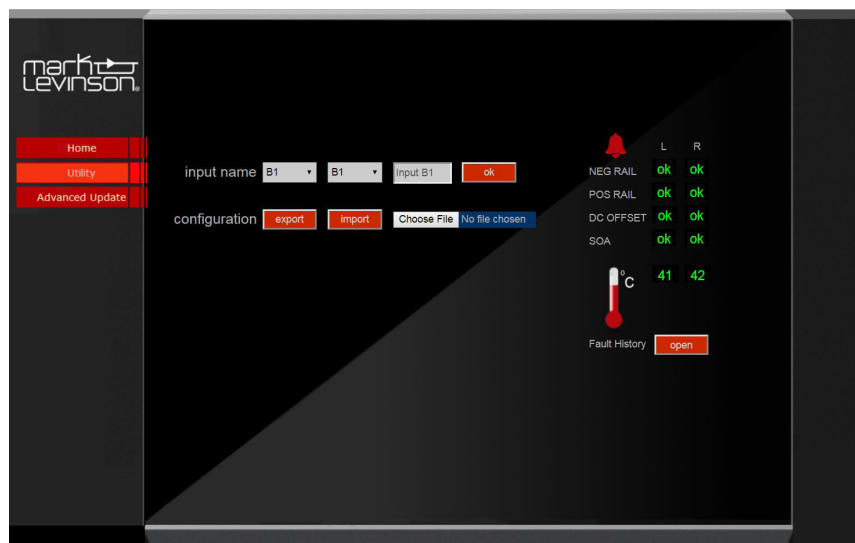 mark
Levinson®
Home
Utility
Advanced Update
input name B1 B1 Input B1 ok
configuration export import Choose File No file chosen
L R
NEG RAIL ok ok
POS RAIL ok ok
DC OFFSET ok ok
SOA ok ok
°C 41 42
Fault History open